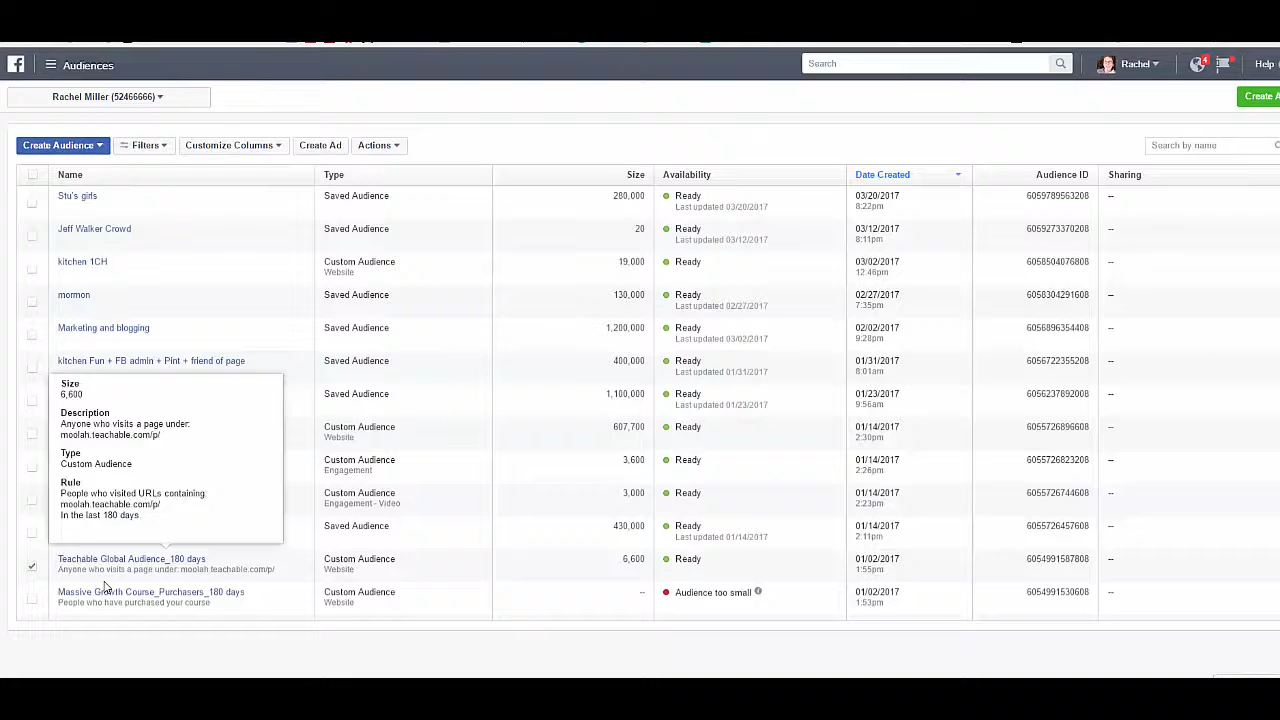 Audiences
Search
Rachel
4
Help
Rachel Miller (52466666)
Create A
Create Audience
Filters
Customize Columns
Create Ad
Actions
Search by name
Name Type Size Availability Date Created Audience ID Sharing
Stu's girls Saved Audience 280,000 Ready 03/20/2017 6059789563208 --
Last updated 03/20/2017 8:22pm
Jeff Walker Crowd Saved Audience 20 Ready 03/12/2017 6059273370208 --
Last updated 03/12/2017 8:11pm
kitchen 1CH Custom Audience 19,000 Ready 03/02/2017 6058504076808 --
Website 12:46pm
mormon Saved Audience 130,000 Ready 02/27/2017 6058304291608 --
Last updated 02/27/2017 7:35pm
Marketing and blogging Saved Audience 1,200,000 Ready 02/02/2017 6056896354408 --
Last updated 03/02/2017 9:28pm
kitchen Fun + FB admin + Pint + friend of page Saved Audience 400,000 Ready 01/31/2017 6056722355208 --
Last updated 01/31/2017 8:01am
Saved Audience 1,100,000 Ready 01/23/2017 6056237892008 --
Last updated 01/23/2017 9:56am
Custom Audience 607,700 Ready 01/14/2017 6055726896608 --
Website 2:30pm
Custom Audience 3,600 Ready 01/14/2017 6055726823208 --
Engagement 2:26pm
Custom Audience 3,000 Ready 01/14/2017 6055726744608 --
Engagement - Video 2:23pm
Saved Audience 430,000 Ready 01/14/2017 6055726457608 --
Last updated 01/14/2017 2:11pm
Size
6,600
Description
Anyone who visits a page under:
moolah.teachable.com/p/
Type
Custom Audience
Rule
People who visited URLs containing
moolah.teachable.com/p/
In the last 180 days
Teachable Global Audience_180 days Custom Audience 6,600 Ready 01/02/2017 6054991587808 --
Anyone who visits a page under: moolah.teachable.com/p/ Website 1:55pm
Massive Growth Course_Purchasers_180 days Custom Audience -- Audience too small 01/02/2017 6054991530608 --
People who have purchased your course Website 1:53pm